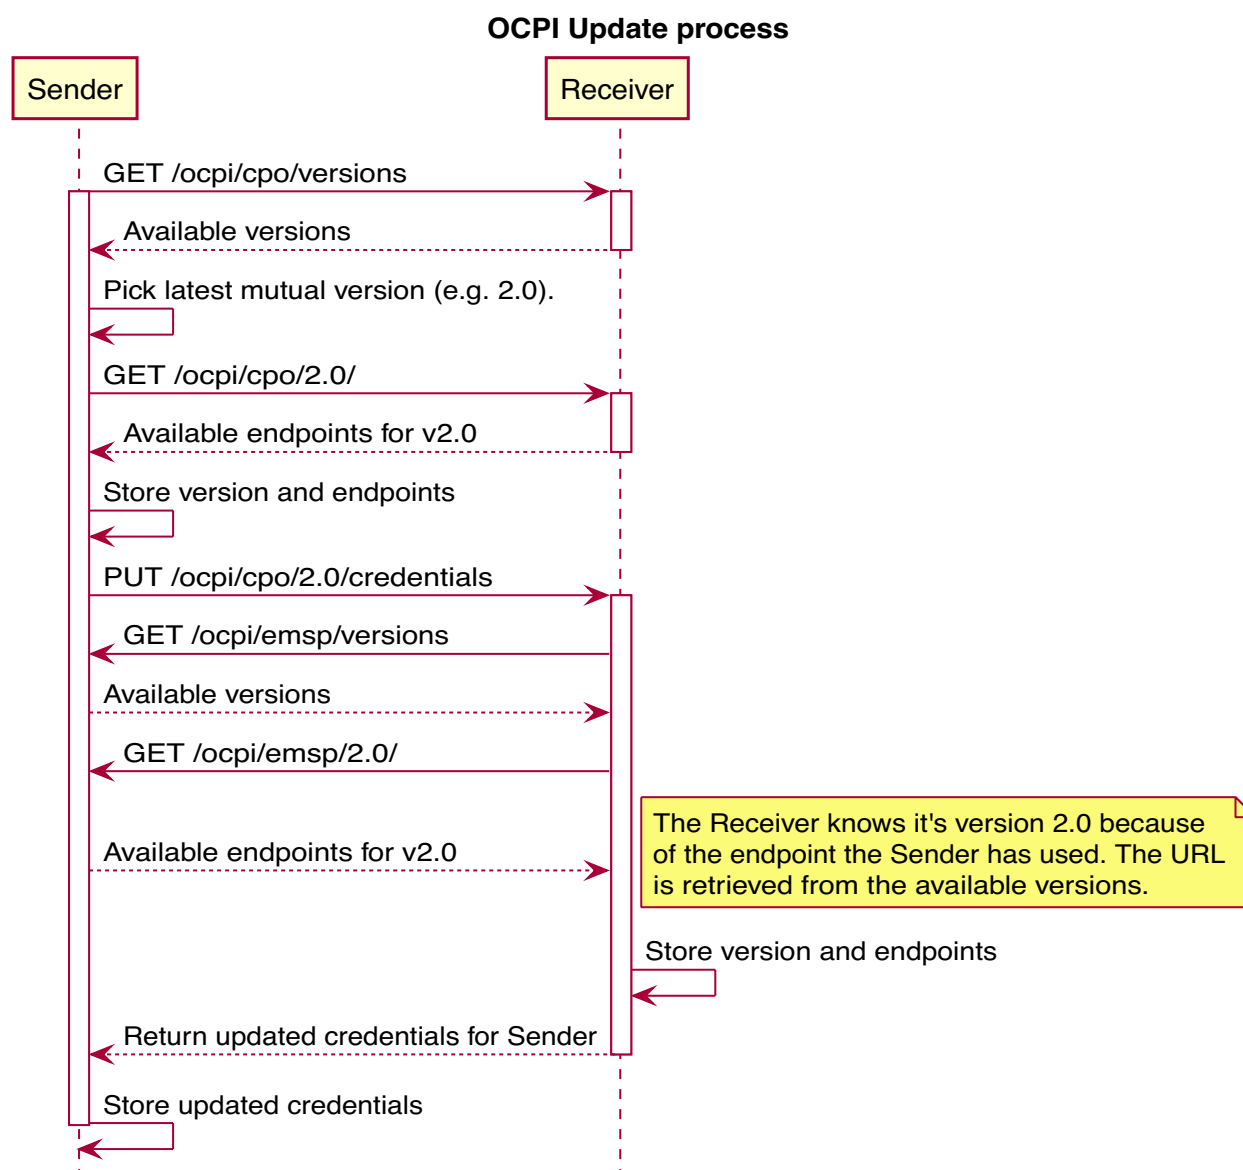 OCPI Update process
Sender
Receiver
GET /ocpi/cpo/versions
Available versions
Pick latest mutual version (e.g. 2.0).
GET /ocpi/cpo/2.0/
Available endpoints for v2.0
Store version and endpoints
PUT /ocpi/cpo/2.0/credentials
GET /ocpi/emsp/versions
Available versions
GET /ocpi/emsp/2.0/
The Receiver knows it's version 2.0 because
of the endpoint the Sender has used. The URL
is retrieved from the available versions.
Available endpoints for v2.0
Store version and endpoints
Return updated credentials for Sender
Store updated credentials